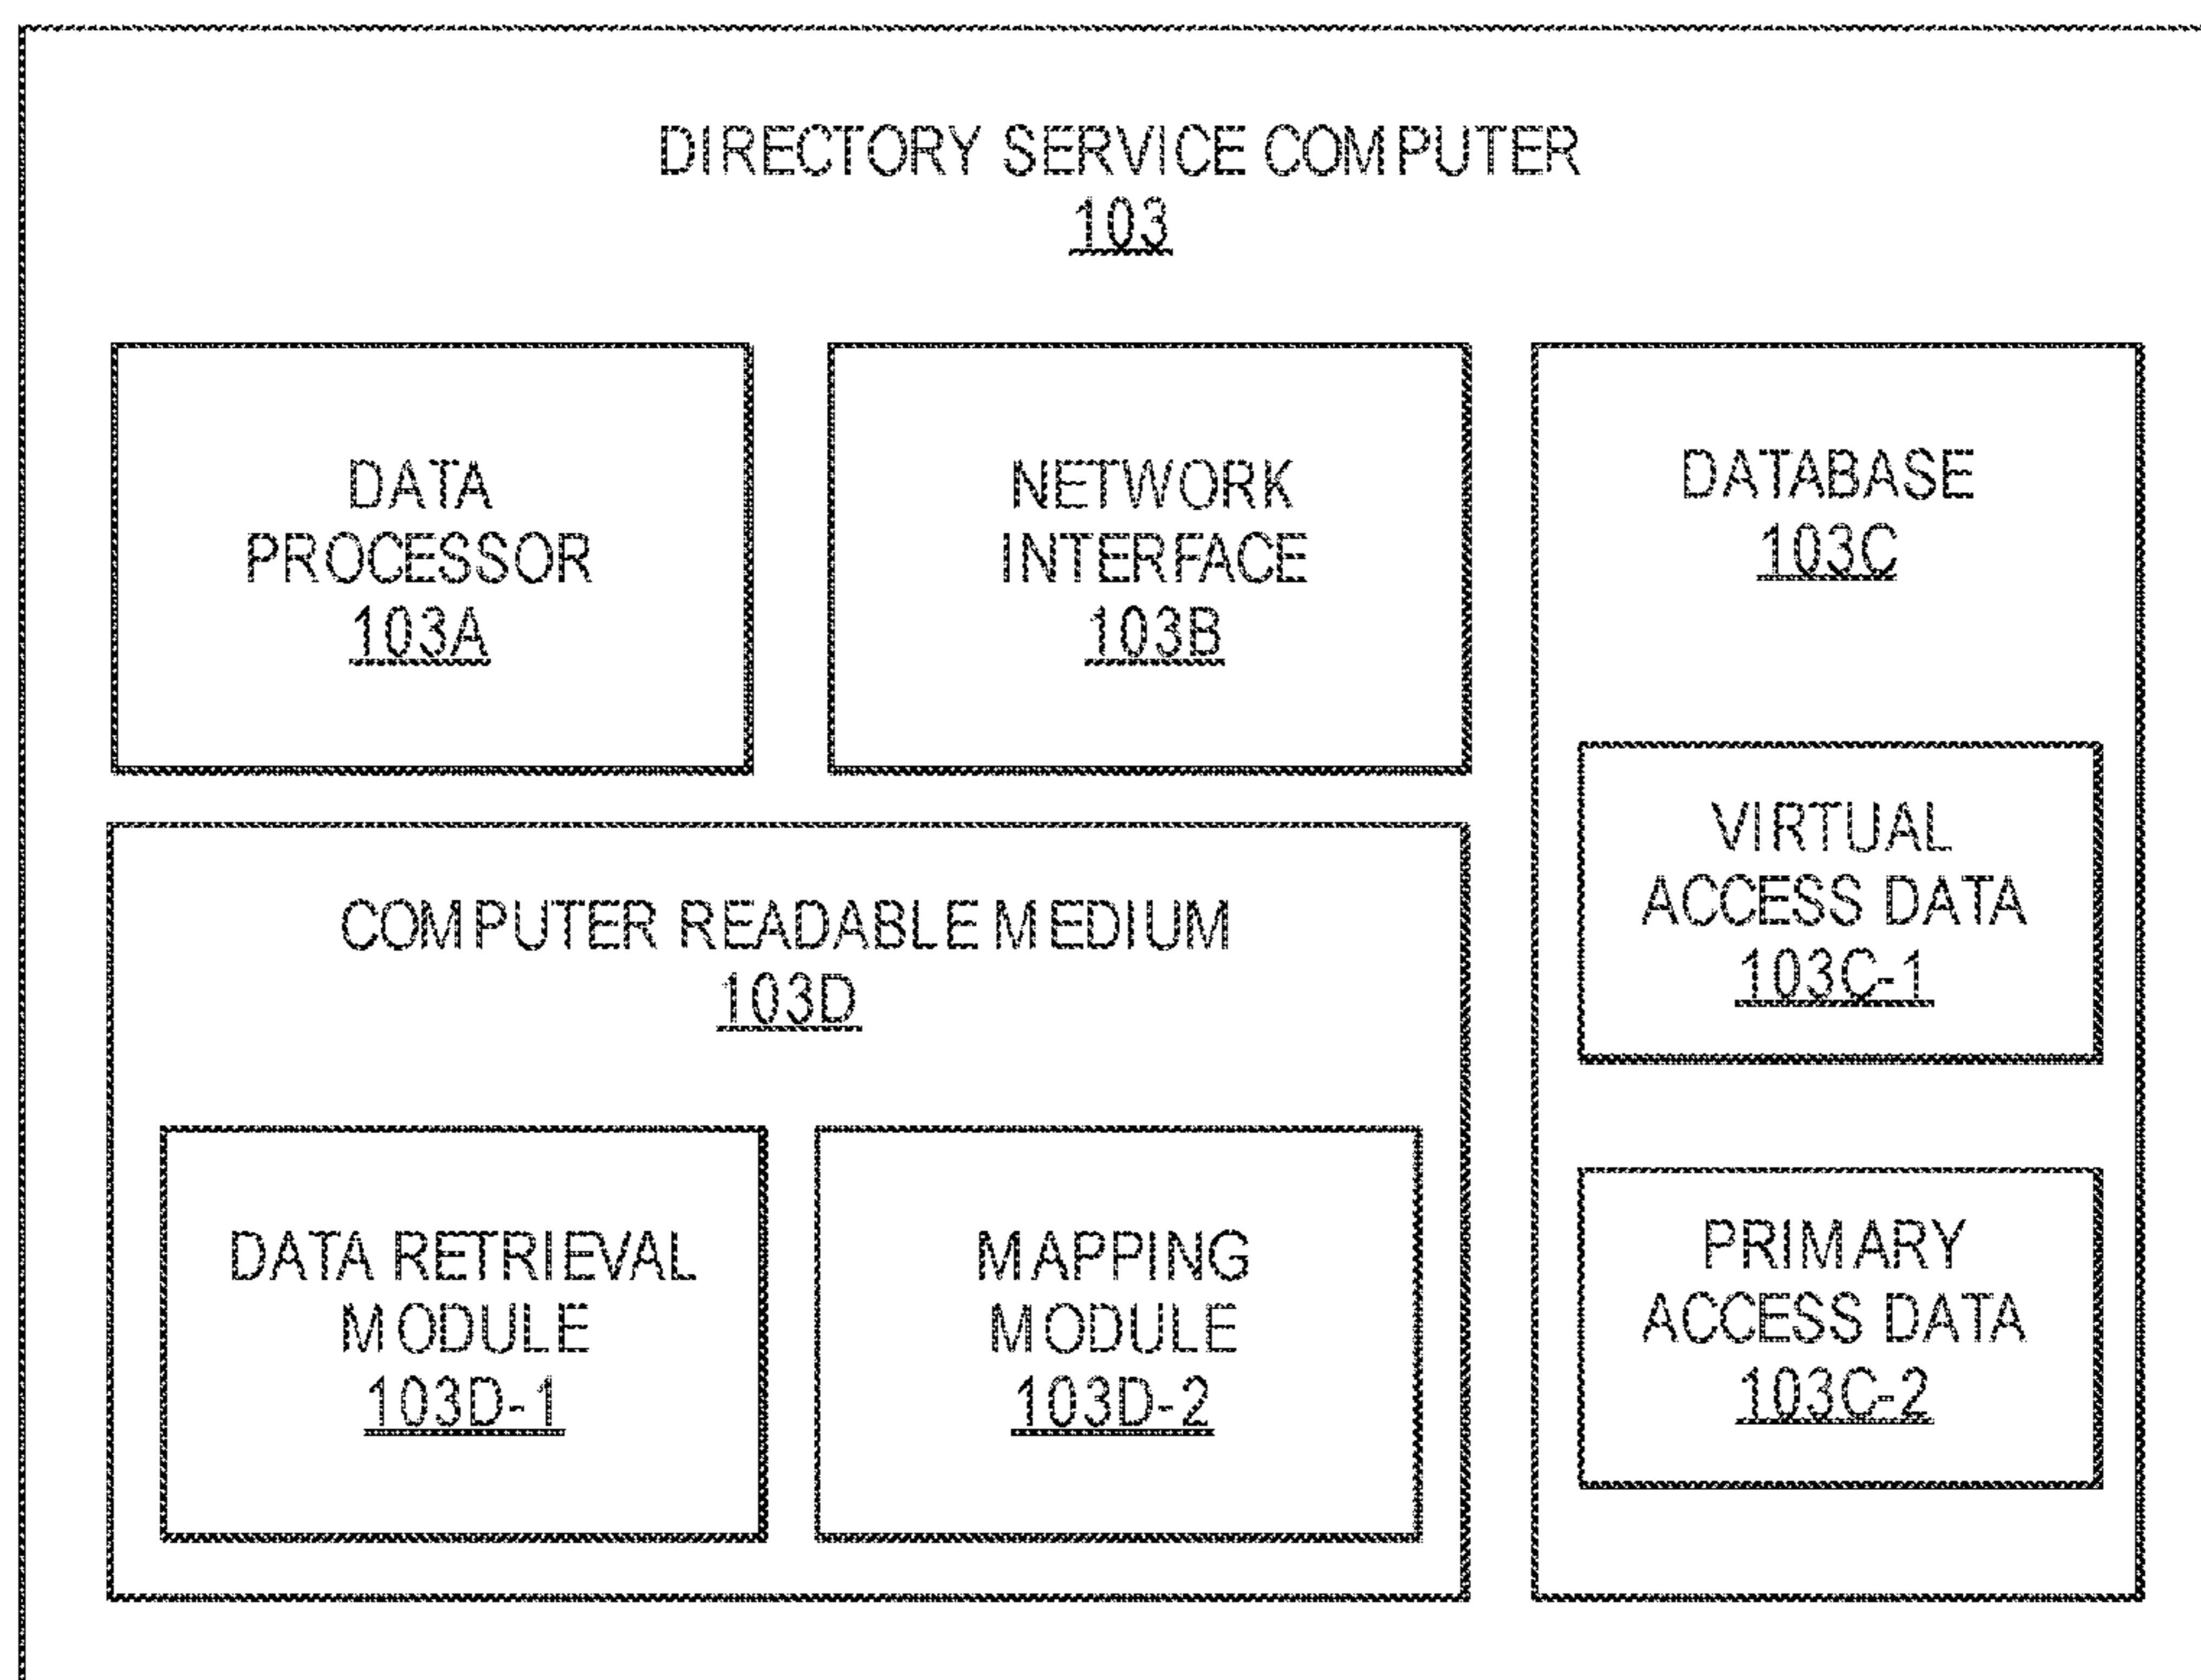 DIRECTORY SERVICE COMPUTER
103
DATA
PROCESSOR
103A
NETWORK
INTERFACE
103B
DATABASE
103C
VIRTUAL
ACCESS DATA
103C-1
PRIMARY
ACCESS DATA
103C-2
COMPUTER READABLE MEDIUM
103D
DATA RETRIEVAL
MODULE
103D-1
MAPPING
MODULE
103D-2